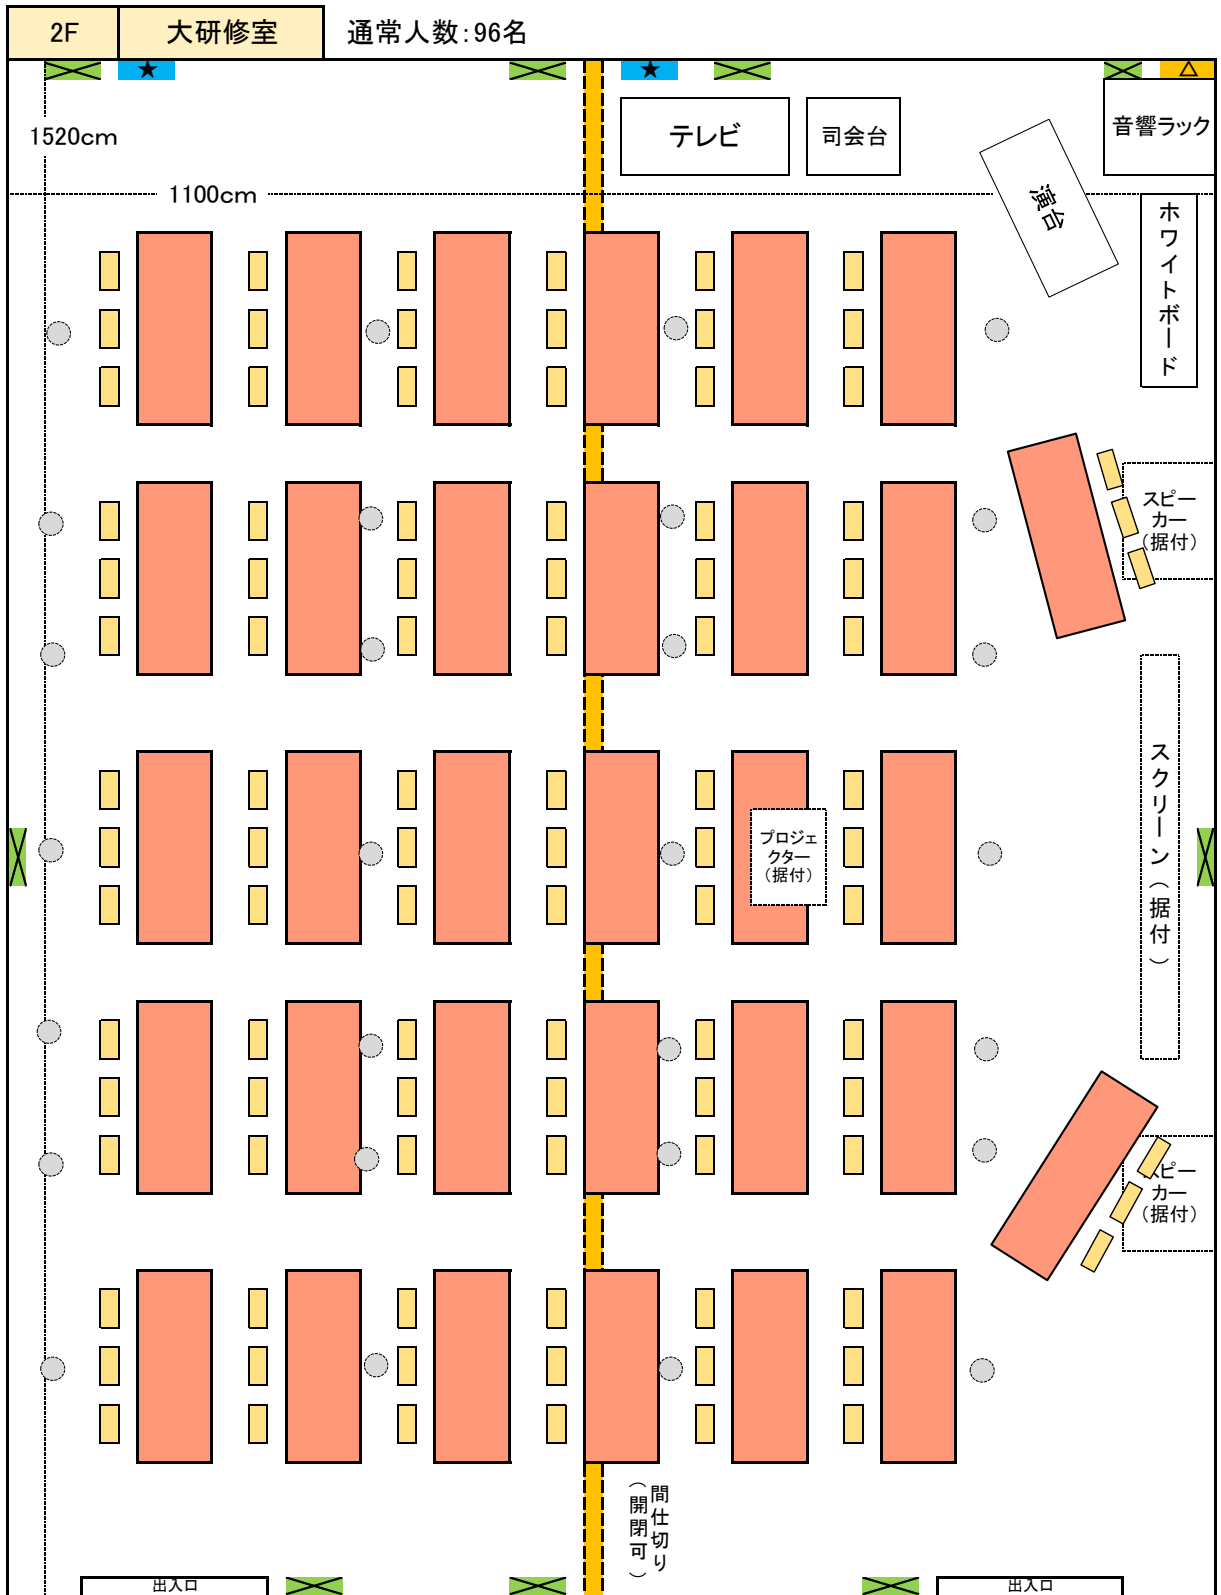 2F
大研修室
通常人数：96名
★
★
△
1520cm
テレビ
司会台
音響ラック
1100cm
演台
ホワイトボード
スピー
カー
（据付）
スクリーン（据付）
プロジェ
クター
（据付）
スピー
カー
（据付）
間仕切り
（開閉可）
出入口
出入口